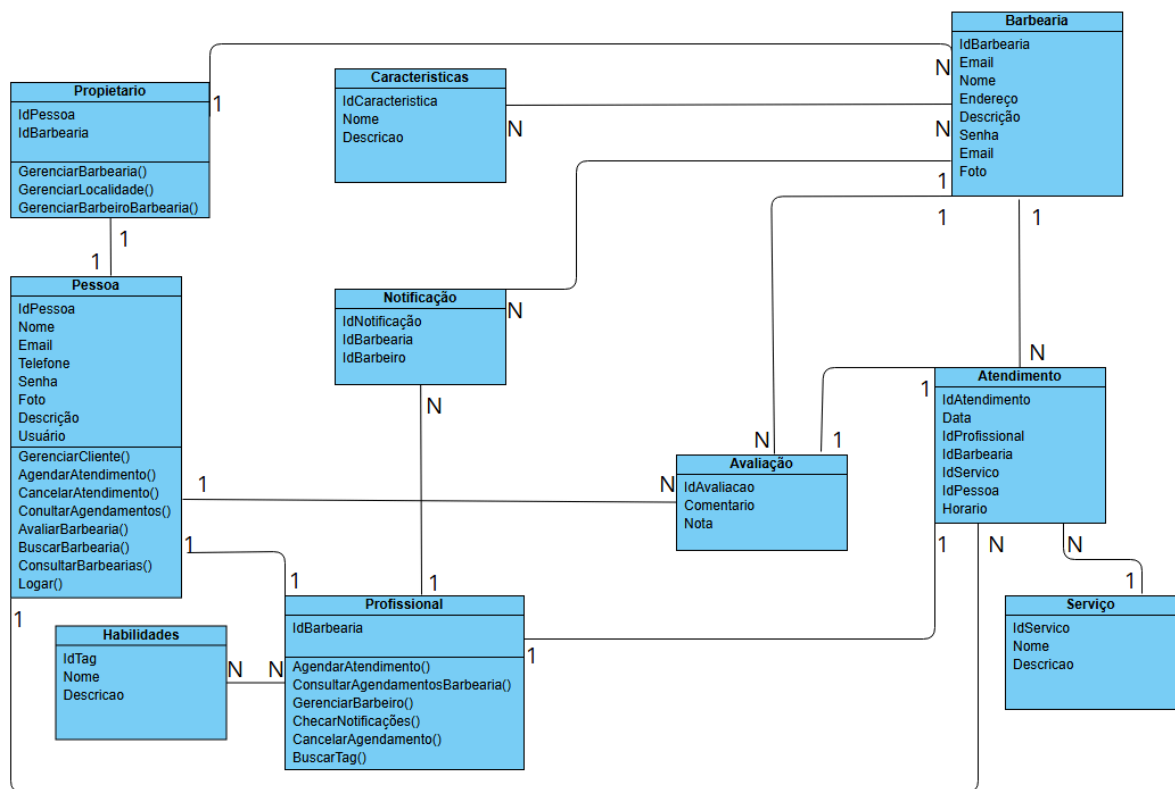 Barbearia
IdBarbearia
Email
Nome
Endereço
Descrição
Senha
Email
Foto
N
N
1
1
1
Caracteristicas
IdCaracteristica
Nome
Descricao
N
Propietario
IdPessoa
IdBarbearia
GerenciarBarbearia()
GerenciarLocalidade()
GerenciarBarbeiroBarbearia()
1
1
1
Pessoa
IdPessoa
Nome
Email
Telefone
Senha
Foto
Descrição
Usuário
GerenciarCliente()
AgendarAtendimento()
CancelarAtendimento()
ConultarAgendamentos()
AvaliarBarbearia()
BuscarBarbearia()
ConsultarBarbearias()
Logar()
1
1
1
Notificação
IdNotificação
IdBarbearia
IdBarbeiro
N
N
Atendimento
IdAtendimento
Data
IdProfissional
IdBarbearia
IdServico
IdPessoa
Horario
N
1
1
N
N
Avaliação
IdAvaliacao
Comentario
Nota
N
1
N
Profissional
IdBarbearia
AgendarAtendimento()
ConsultarAgendamentosBarbearia()
GerenciarBarbeiro()
ChecarNotificações()
CancelarAgendamento()
BuscarTag()
1
1
1
N
Habilidades
IdTag
Nome
Descricao
N
Serviço
IdServico
Nome
Descricao
1